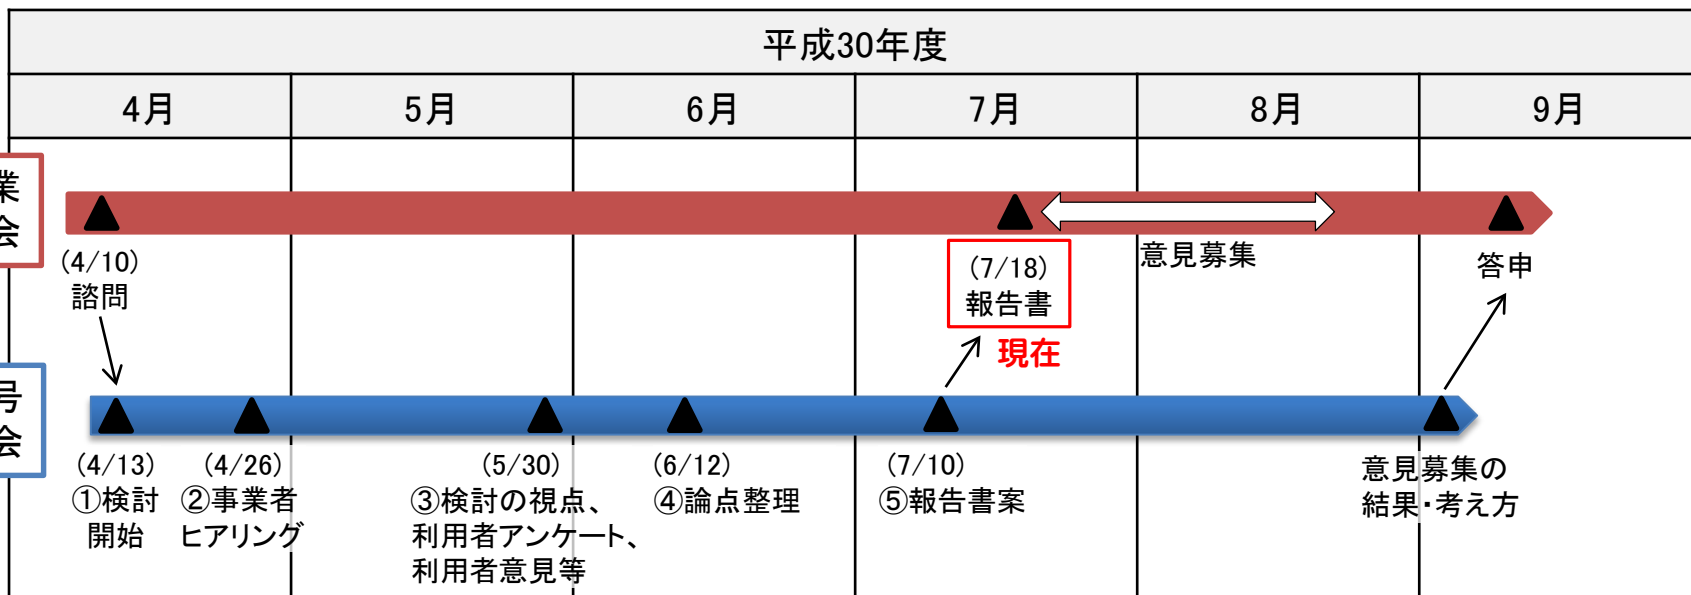 平成30年度
4月
5月
6月
7月
8月
9月
業
会
(4/10)
諮問
(7/18)
報告書
現在
意見募集
答申
号
会
(4/13)
①検討
開始
(4/26)
②事業者
ヒアリング
(5/30)
③検討の視点、
利用者アンケート、
利用者意見等
(6/12)
④論点整理
(7/10)
⑤報告書案
意見募集の
結果・考え方